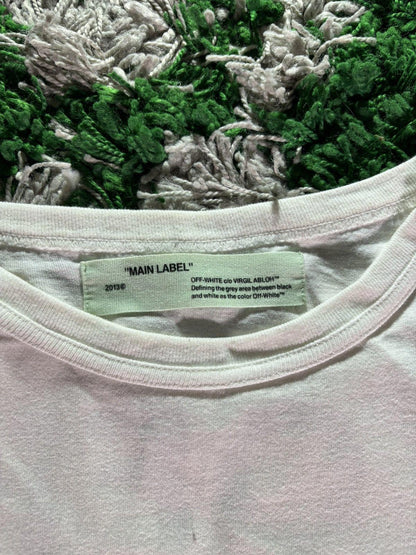 "MAIN LABEL"
2013©
OFF-WHITE c/o VIRGIL ABLOH™
Defining the grey area between black
and white as the color Off-White™